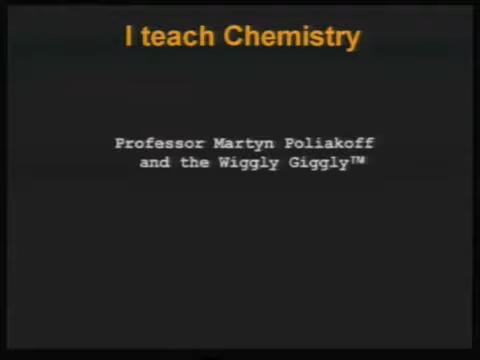 I teach Chemistry
Professor Martyn Poliakoff
and the Wiggly Giggly™